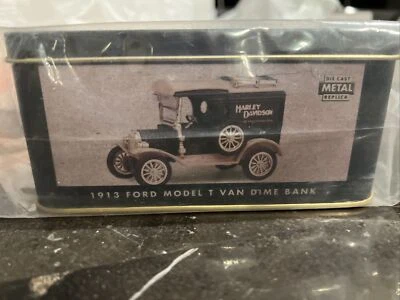 DIE CAST
METAL
REPLICA
HARLEY
DAVIDSON
1913 FORD MODEL T VAN DIME BANK